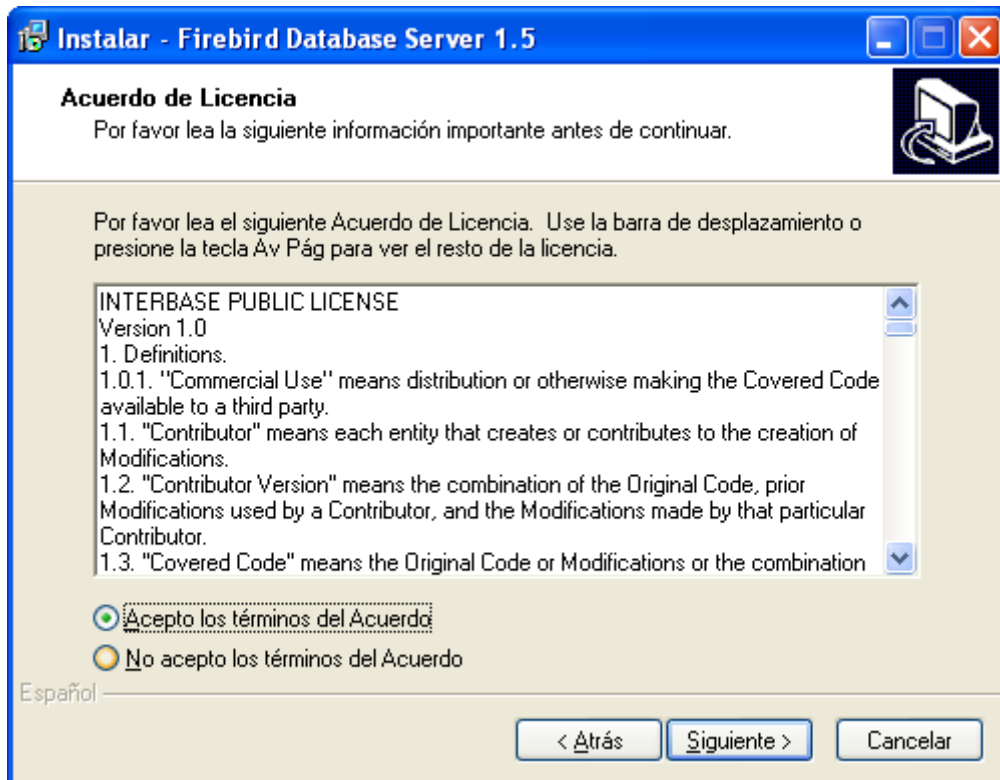 Instalar - Firebird Database Server 1.5
Acuerdo de Licencia
Por favor lea la siguiente información importante antes de continuar.
Por favor lea el siguiente Acuerdo de Licencia.  Use la barra de desplazamiento o
presione la tecla Av Pág para ver el resto de la licencia.
INTERBASE PUBLIC LICENSE
Version 1.0
1. Definitions.
1.0.1. "Commercial Use" means distribution or otherwise making the Covered Code
available to a third party.
1.1. "Contributor" means each entity that creates or contributes to the creation of
Modifications.
1.2. "Contributor Version" means the combination of the Original Code, prior
Modifications used by a Contributor, and the Modifications made by that particular
Contributor.
1.3. "Covered Code" means the Original Code or Modifications or the combination
Acepto los términos del Acuerdo
No acepto los términos del Acuerdo
Español
< Atrás
Siguiente >
Cancelar